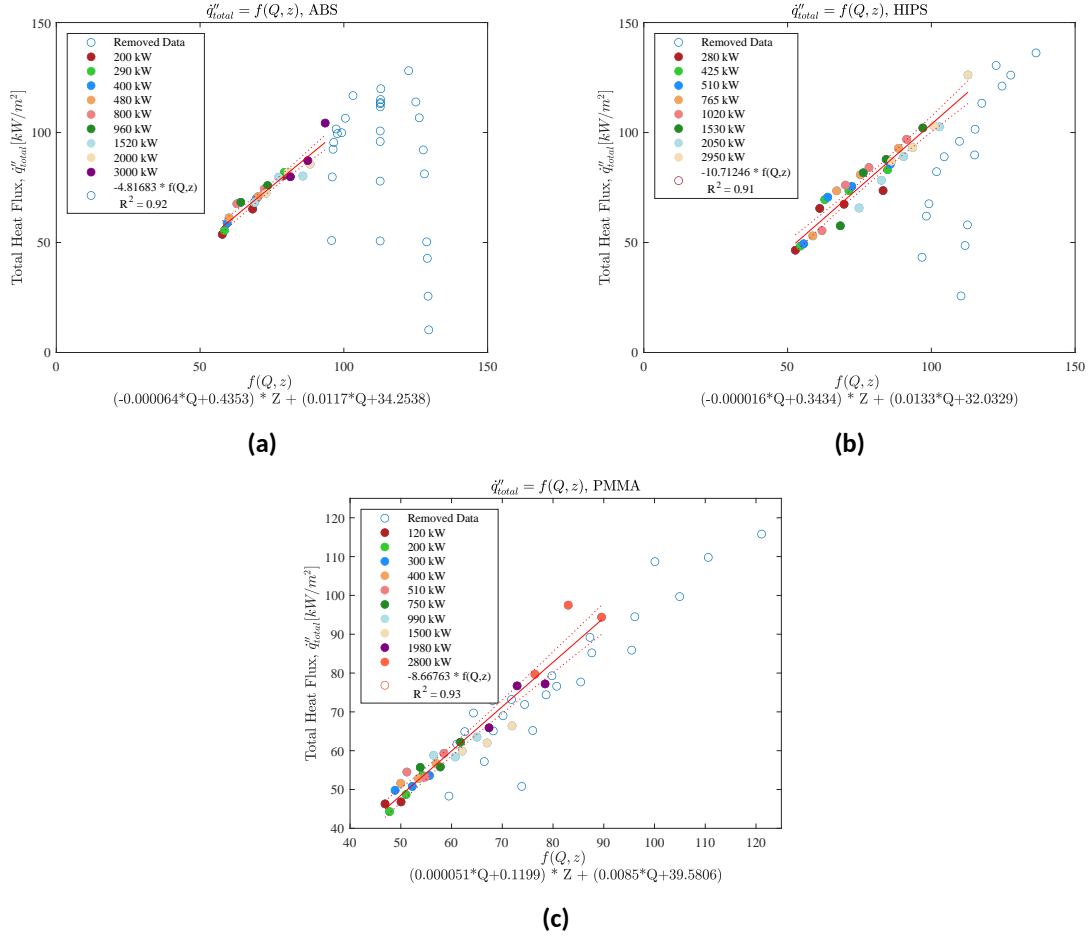 q̇″total = f(Q, z), ABS
150
100
50
0
Total Heat Flux, q̇″total[kW/m²]
Removed Data
200 kW
290 kW
400 kW
480 kW
800 kW
960 kW
1520 kW
2000 kW
3000 kW
-4.81683 * f(Q,z)
R² = 0.92
0 50 100 150
f(Q, z)
(-0.000064*Q+0.4353) * Z + (0.0117*Q+34.2538)
(a)
q̇″total = f(Q, z), HIPS
150
100
50
0
Total Heat Flux, q̇″total[kW/m²]
Removed Data
280 kW
425 kW
510 kW
765 kW
1020 kW
1530 kW
2050 kW
2950 kW
-10.71246 * f(Q,z)
R² = 0.91
0 50 100 150
f(Q, z)
(-0.000016*Q+0.3434) * Z + (0.0133*Q+32.0329)
(b)
q̇″total = f(Q, z), PMMA
120
110
100
90
80
70
60
50
40
Total Heat Flux, q̇″total[kW/m²]
Removed Data
120 kW
200 kW
300 kW
400 kW
510 kW
750 kW
990 kW
1500 kW
1980 kW
2800 kW
-8.66763 * f(Q,z)
R² = 0.93
40 50 60 70 80 90 100 110 120
f(Q, z)
(0.000051*Q+0.1199) * Z + (0.0085*Q+39.5806)
(c)